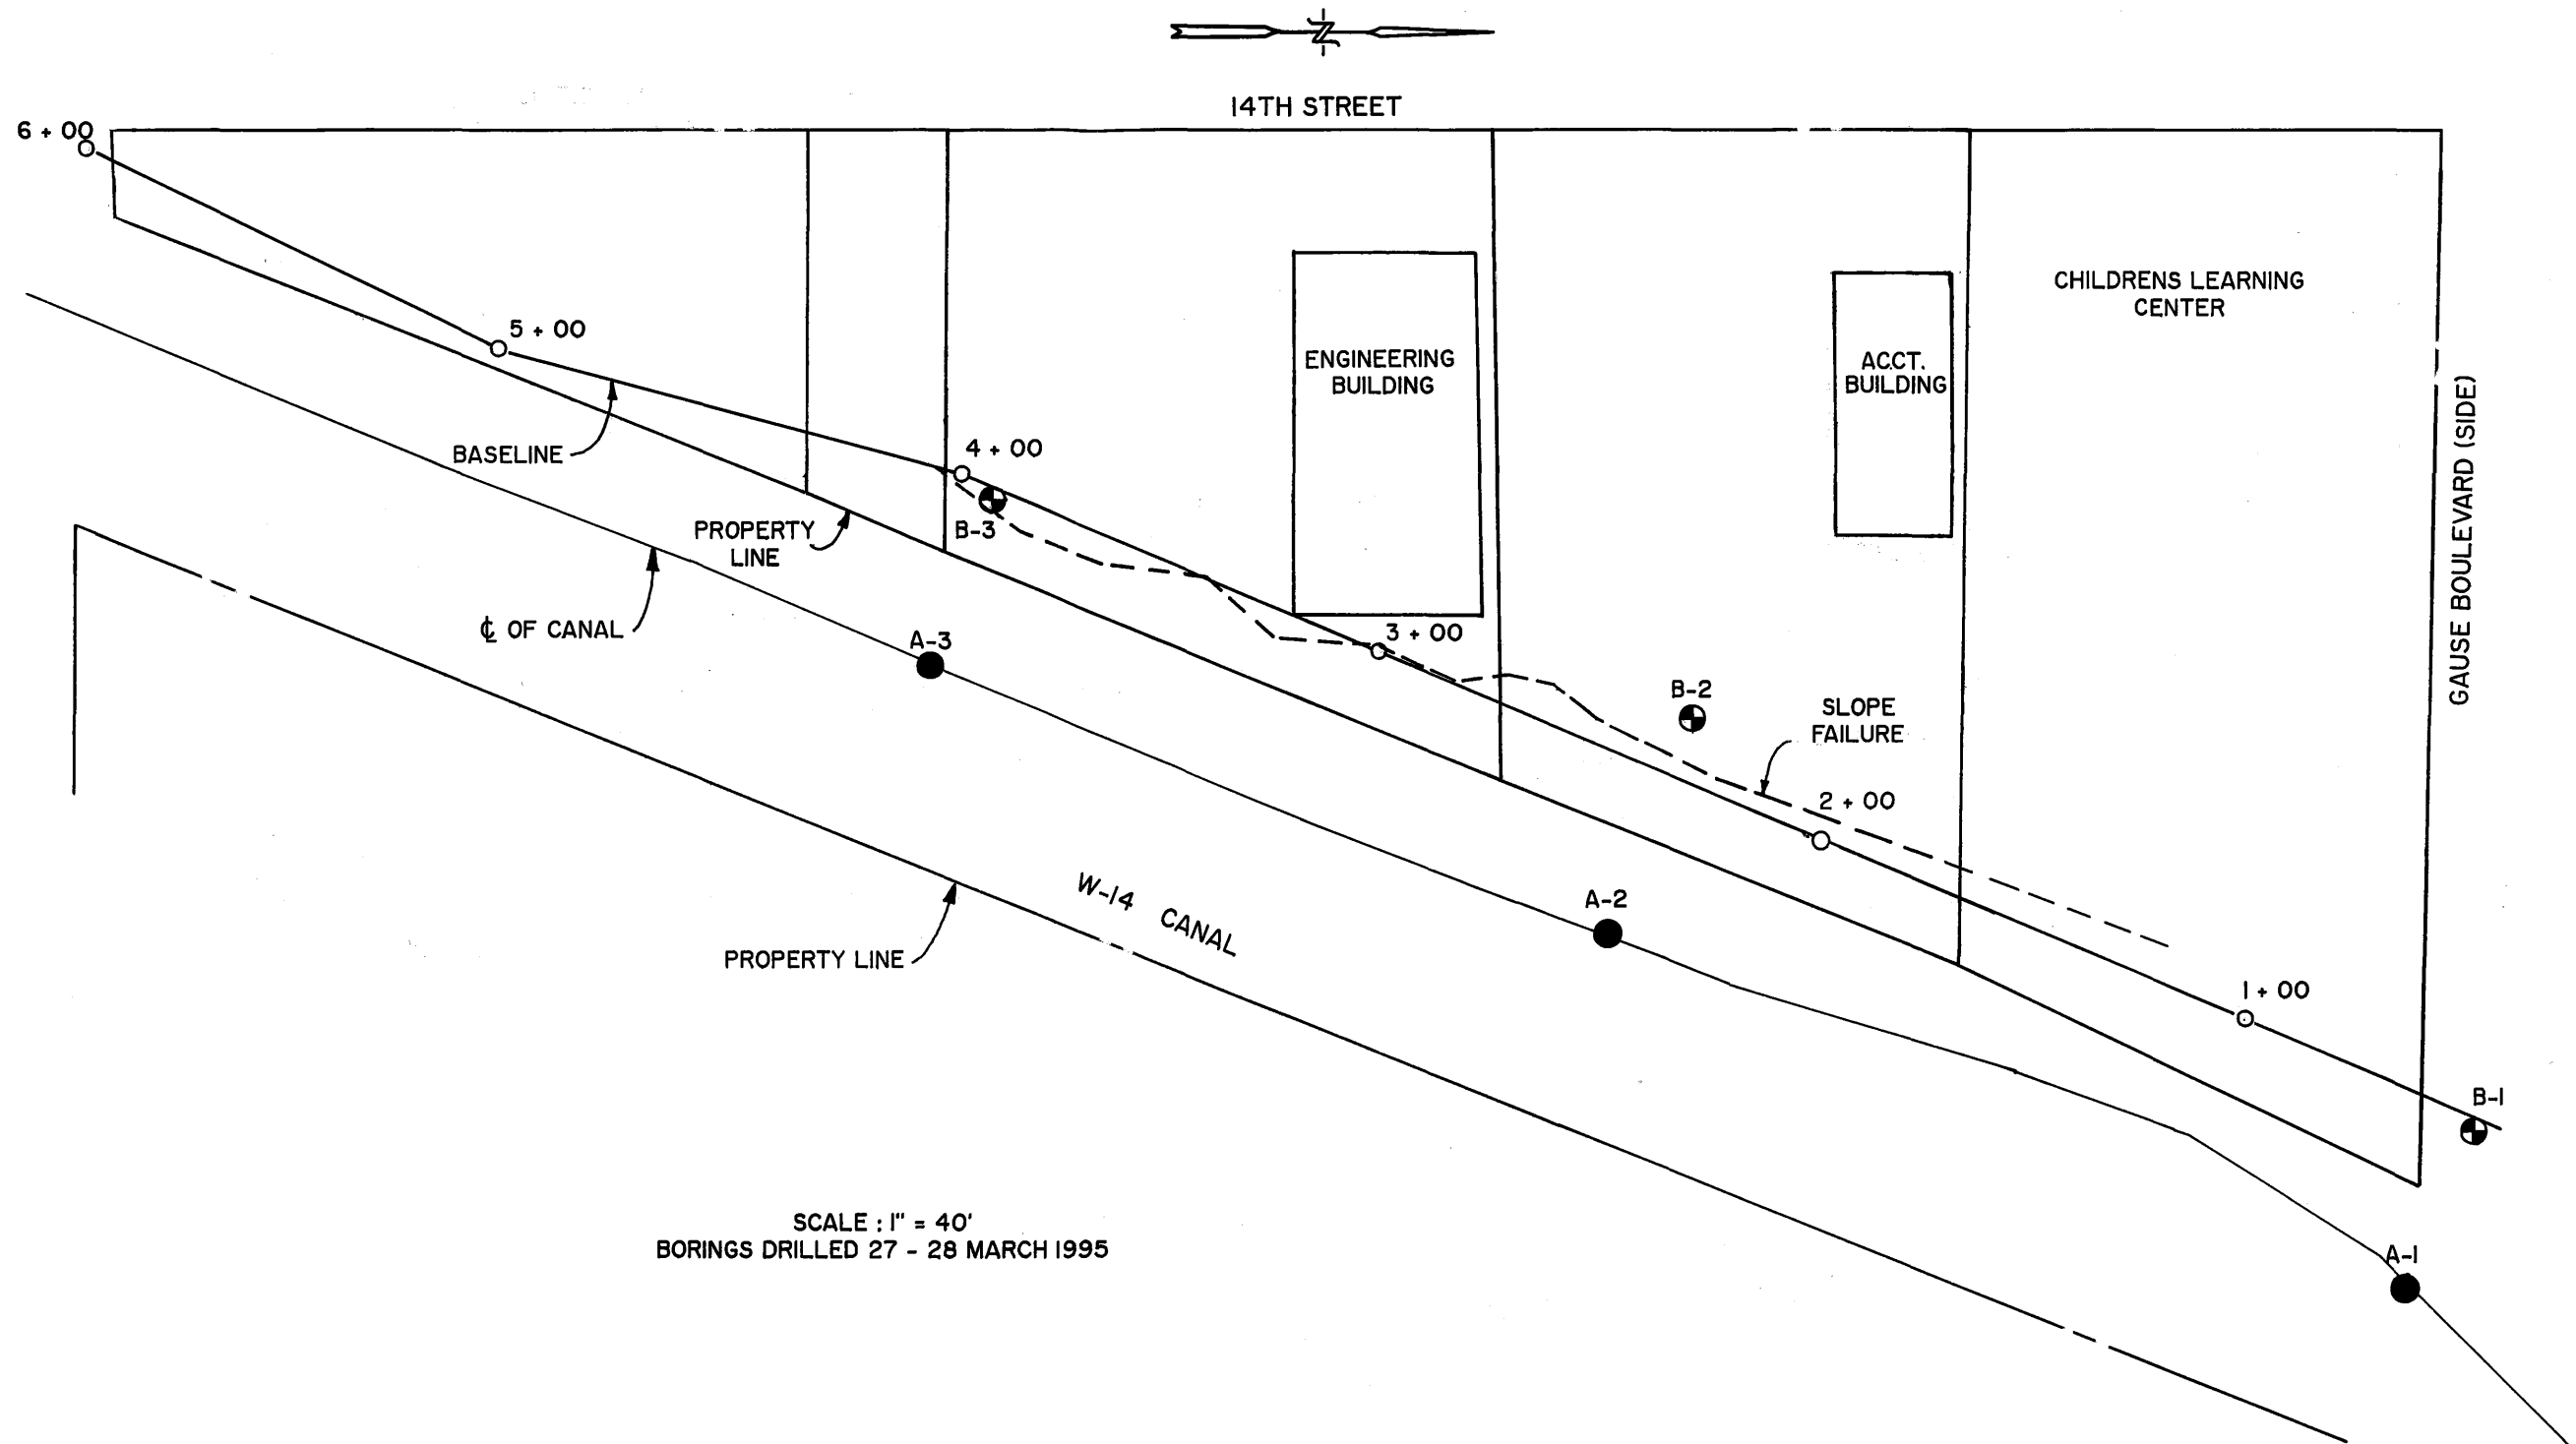 Z
14TH STREET
6 + 00
CHILDRENS LEARNING
CENTER
5 + 00
ENGINEERING
BUILDING
ACCT.
BUILDING
GAUSE BOULEVARD (SIDE)
BASELINE
4 + 00
PROPERTY
LINE
B-3
℄ OF CANAL
A-3
3 + 00
B-2
SLOPE
FAILURE
2 + 00
W-14 CANAL
A-2
PROPERTY LINE
1 + 00
B-1
SCALE : 1" = 40'
BORINGS DRILLED 27 - 28 MARCH 1995
A-1